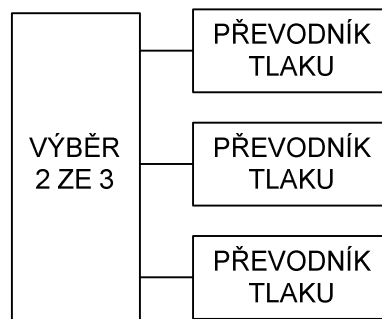 PŘEVODNÍK
TLAKU
VÝBĚR
2 ZE 3
PŘEVODNÍK
TLAKU
PŘEVODNÍK
TLAKU